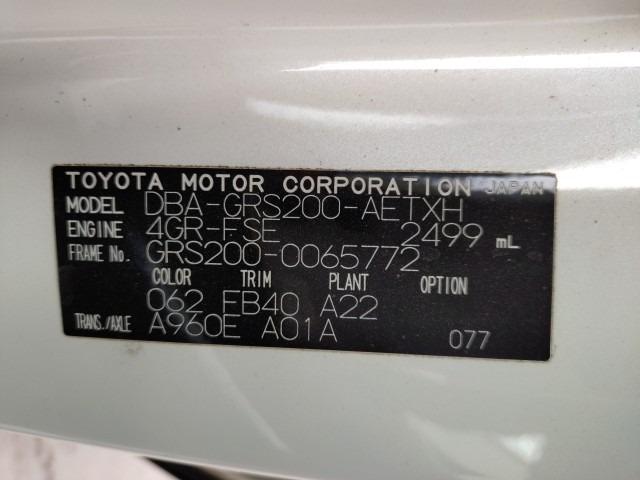 TOYOTA MOTOR CORPORATION JAPAN
MODEL DBA-GRS200-AETXH
ENGINE 4GR-FSE 2499 mL
FRAME No. GRS200-0065772
COLOR TRIM PLANT OPTION
062 FB40 A22
TRANS./AXLE A960E A01A 077